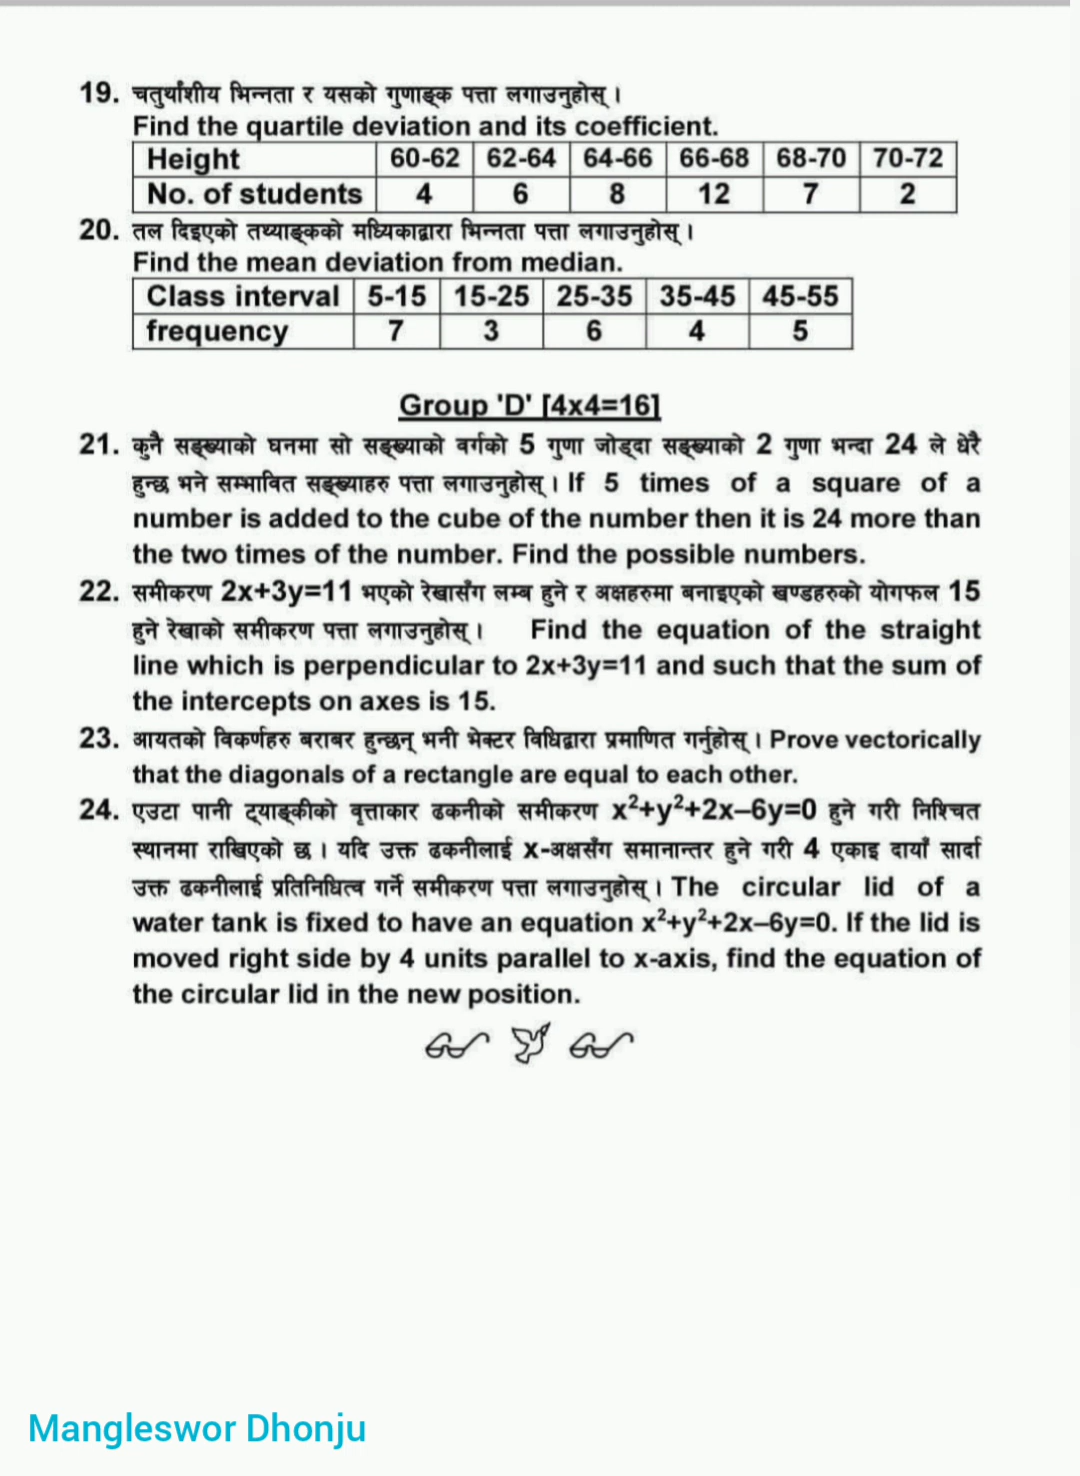 19. चतुर्थांशीय भिन्नता र यसको गुणाङ्क पत्ता लगाउनुहोस् ।
Find the quartile deviation and its coefficient.
Height 60-62 62-64 64-66 66-68 68-70 70-72
No. of students 4 6 8 12 7 2
20. तल दिइएको तथ्याङ्कको मध्यिकाद्वारा भिन्नता पत्ता लगाउनुहोस् ।
Find the mean deviation from median.
Class interval 5-15 15-25 25-35 35-45 45-55
frequency 7 3 6 4 5
Group 'D' [4x4=16]
21. कुनै सङ्ख्याको घनमा सो सङ्ख्याको वर्गको 5 गुणा जोड्दा सङ्ख्याको 2 गुणा भन्दा 24 ले धेरै
हुन्छ भने सम्भावित सङ्ख्याहरु पत्ता लगाउनुहोस् । If 5 times of a square of a
number is added to the cube of the number then it is 24 more than
the two times of the number. Find the possible numbers.
22. समीकरण 2x+3y=11 भएको रेखासँग लम्ब हुने र अक्षहरुमा बनाइएको खण्डहरुको योगफल 15
हुने रेखाको समीकरण पत्ता लगाउनुहोस् । Find the equation of the straight
line which is perpendicular to 2x+3y=11 and such that the sum of
the intercepts on axes is 15.
23. आयतको विकर्णहरु बराबर हुन्छन् भनी भेक्टर विधिद्वारा प्रमाणित गर्नुहोस् । Prove vectorically
that the diagonals of a rectangle are equal to each other.
24. एउटा पानी ट्याङ्कीको वृत्ताकार ढकनीको समीकरण x²+y²+2x–6y=0 हुने गरी निश्चित
स्थानमा राखिएको छ । यदि उक्त ढकनीलाई x-अक्षसँग समानान्तर हुने गरी 4 एकाइ दायाँ सार्दा
उक्त ढकनीलाई प्रतिनिधित्व गर्ने समीकरण पत्ता लगाउनुहोस् । The circular lid of a
water tank is fixed to have an equation x²+y²+2x–6y=0. If the lid is
moved right side by 4 units parallel to x-axis, find the equation of
the circular lid in the new position.
Mangleswor Dhonju